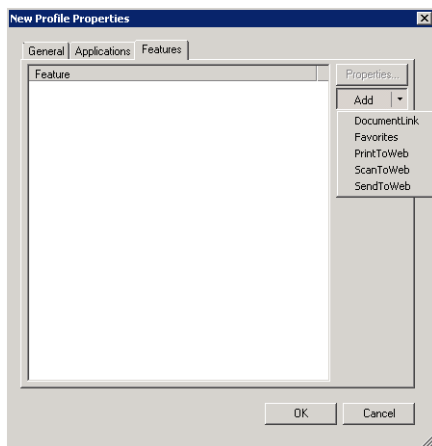 New Profile Properties
General Applications Features
Feature
Properties...
Add
DocumentLink
Favorites
PrintToWeb
ScanToWeb
SendToWeb
OK Cancel